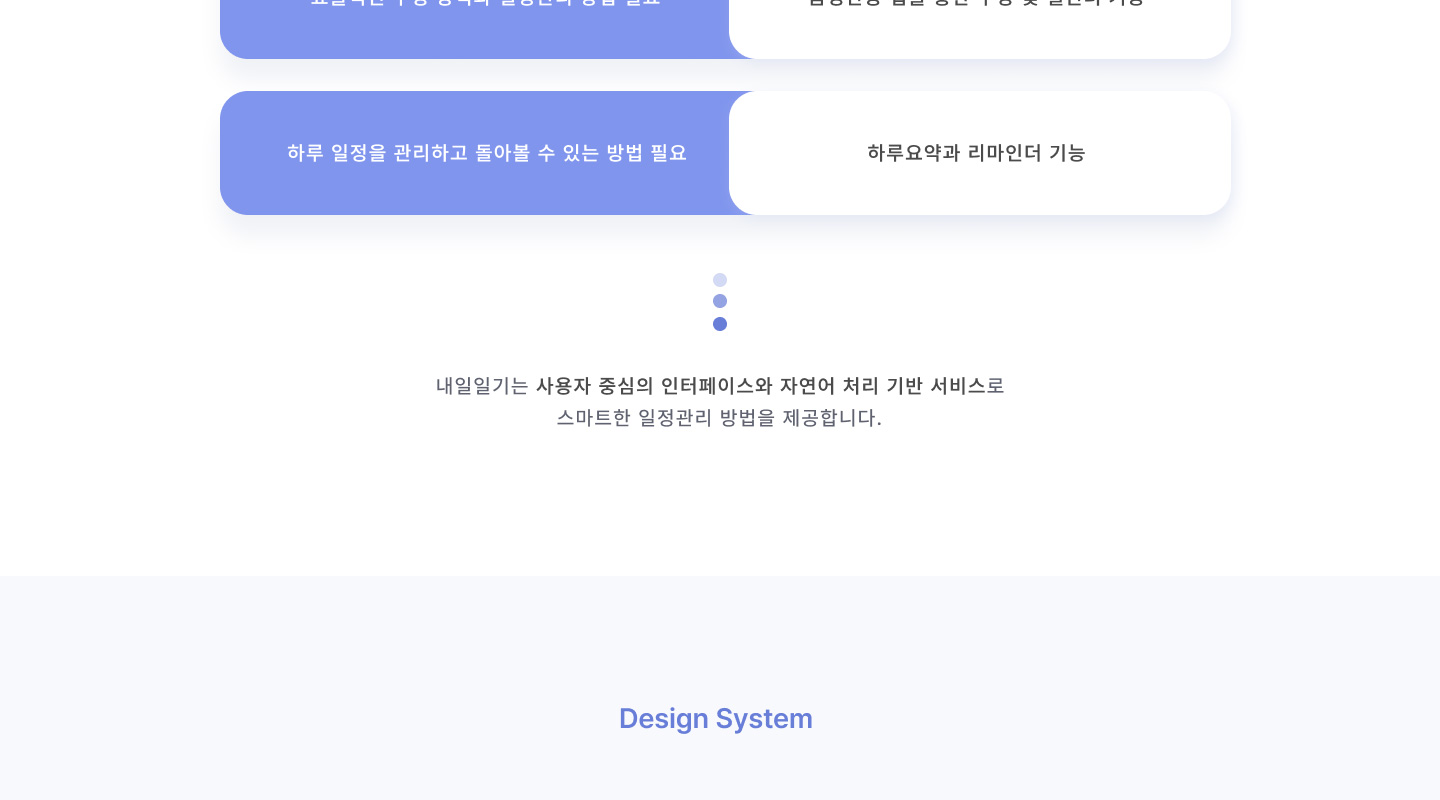 하루 일정을 관리하고 돌아볼 수 있는 방법 필요
하루요약과 리마인더 기능
내일일기는 사용자 중심의 인터페이스와 자연어 처리 기반 서비스로
스마트한 일정관리 방법을 제공합니다.
Design System